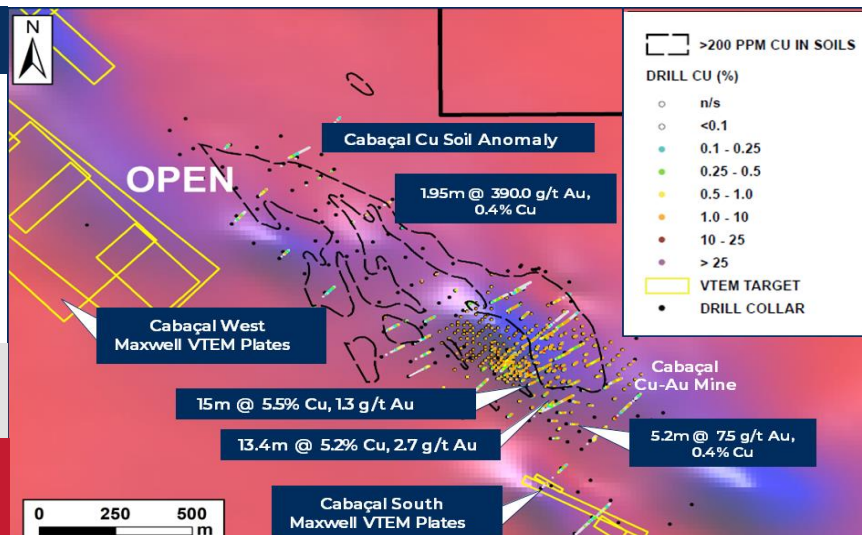 N
>200 PPM CU IN SOILS
DRILL CU (%)
n/s
<0.1
0.1 - 0.25
0.25 - 0.5
0.5 - 1.0
1.0 - 10
10 - 25
> 25
VTEM TARGET
DRILL COLLAR
Cabaçal Cu Soil Anomaly
OPEN
1.95m @ 390.0 g/t Au,
0.4% Cu
Cabaçal West
Maxwell VTEM Plates
Cabaçal
Cu-Au Mine
15m @ 5.5% Cu, 1.3 g/t Au
13.4m @ 5.2% Cu, 2.7 g/t Au
5.2m @ 7.5 g/t Au,
0.4% Cu
Cabaçal South
Maxwell VTEM Plates
0 250 500
m